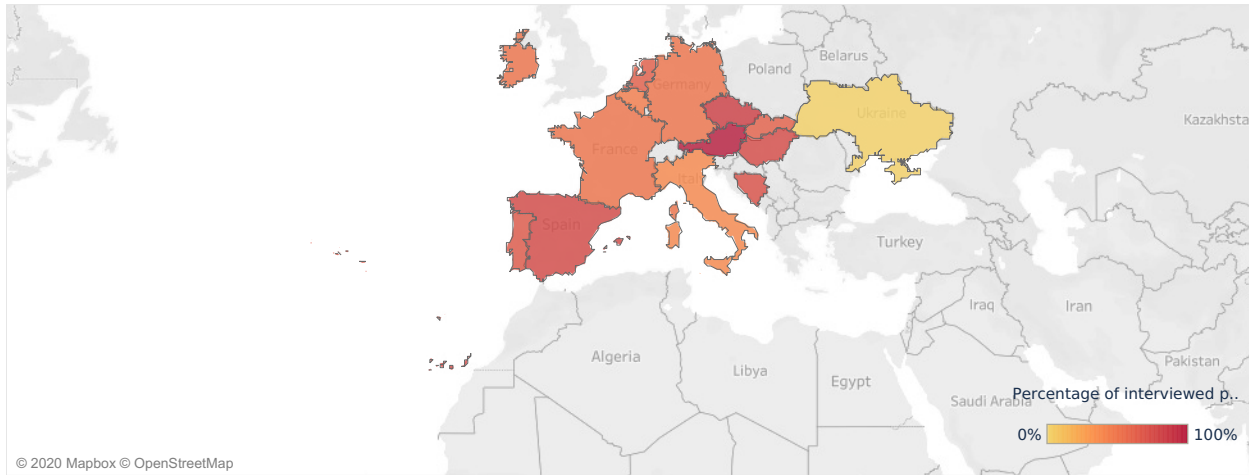 Belarus
Poland
Germany
Ukraine
Kazakhsta
France
Ital
Spain
Turkey
Iraq
Iran
Algeria
Libya
Egypt
Pakistan
Saudi Arabia
Percentage of interviewed p..
0%
100%
© 2020 Mapbox © OpenStreetMap